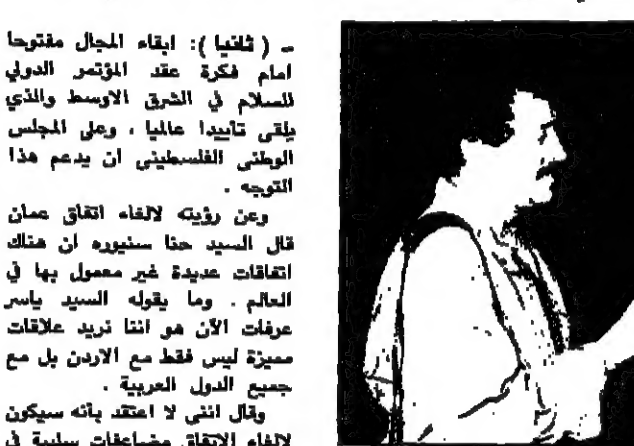 – ( ثانيا ): ابقاء المجال مفتوحا
امام فكرة عقد المؤتمر الدولي
للسلام في الشرق الاوسط والذي
يلقى تأييدا عالميا ، وعلى المجلس
الوطني الفلسطيني ان يدعم هذا
التوجه .
وعن رؤيته لالغاء اتفاق عمان
قال السيد حنا سنيوره ان هناك
اتفاقات عديدة غير معمول بها في
العالم . وما يقوله السيد ياسر
عرفات الآن هو اننا نريد علاقات
مميزة ليس فقط مع الاردن بل مع
جميع الدول العربية .
وقال انني لا اعتقد بأنه سيكون
لالغاء الاتفاق مضاعفات سلبية في